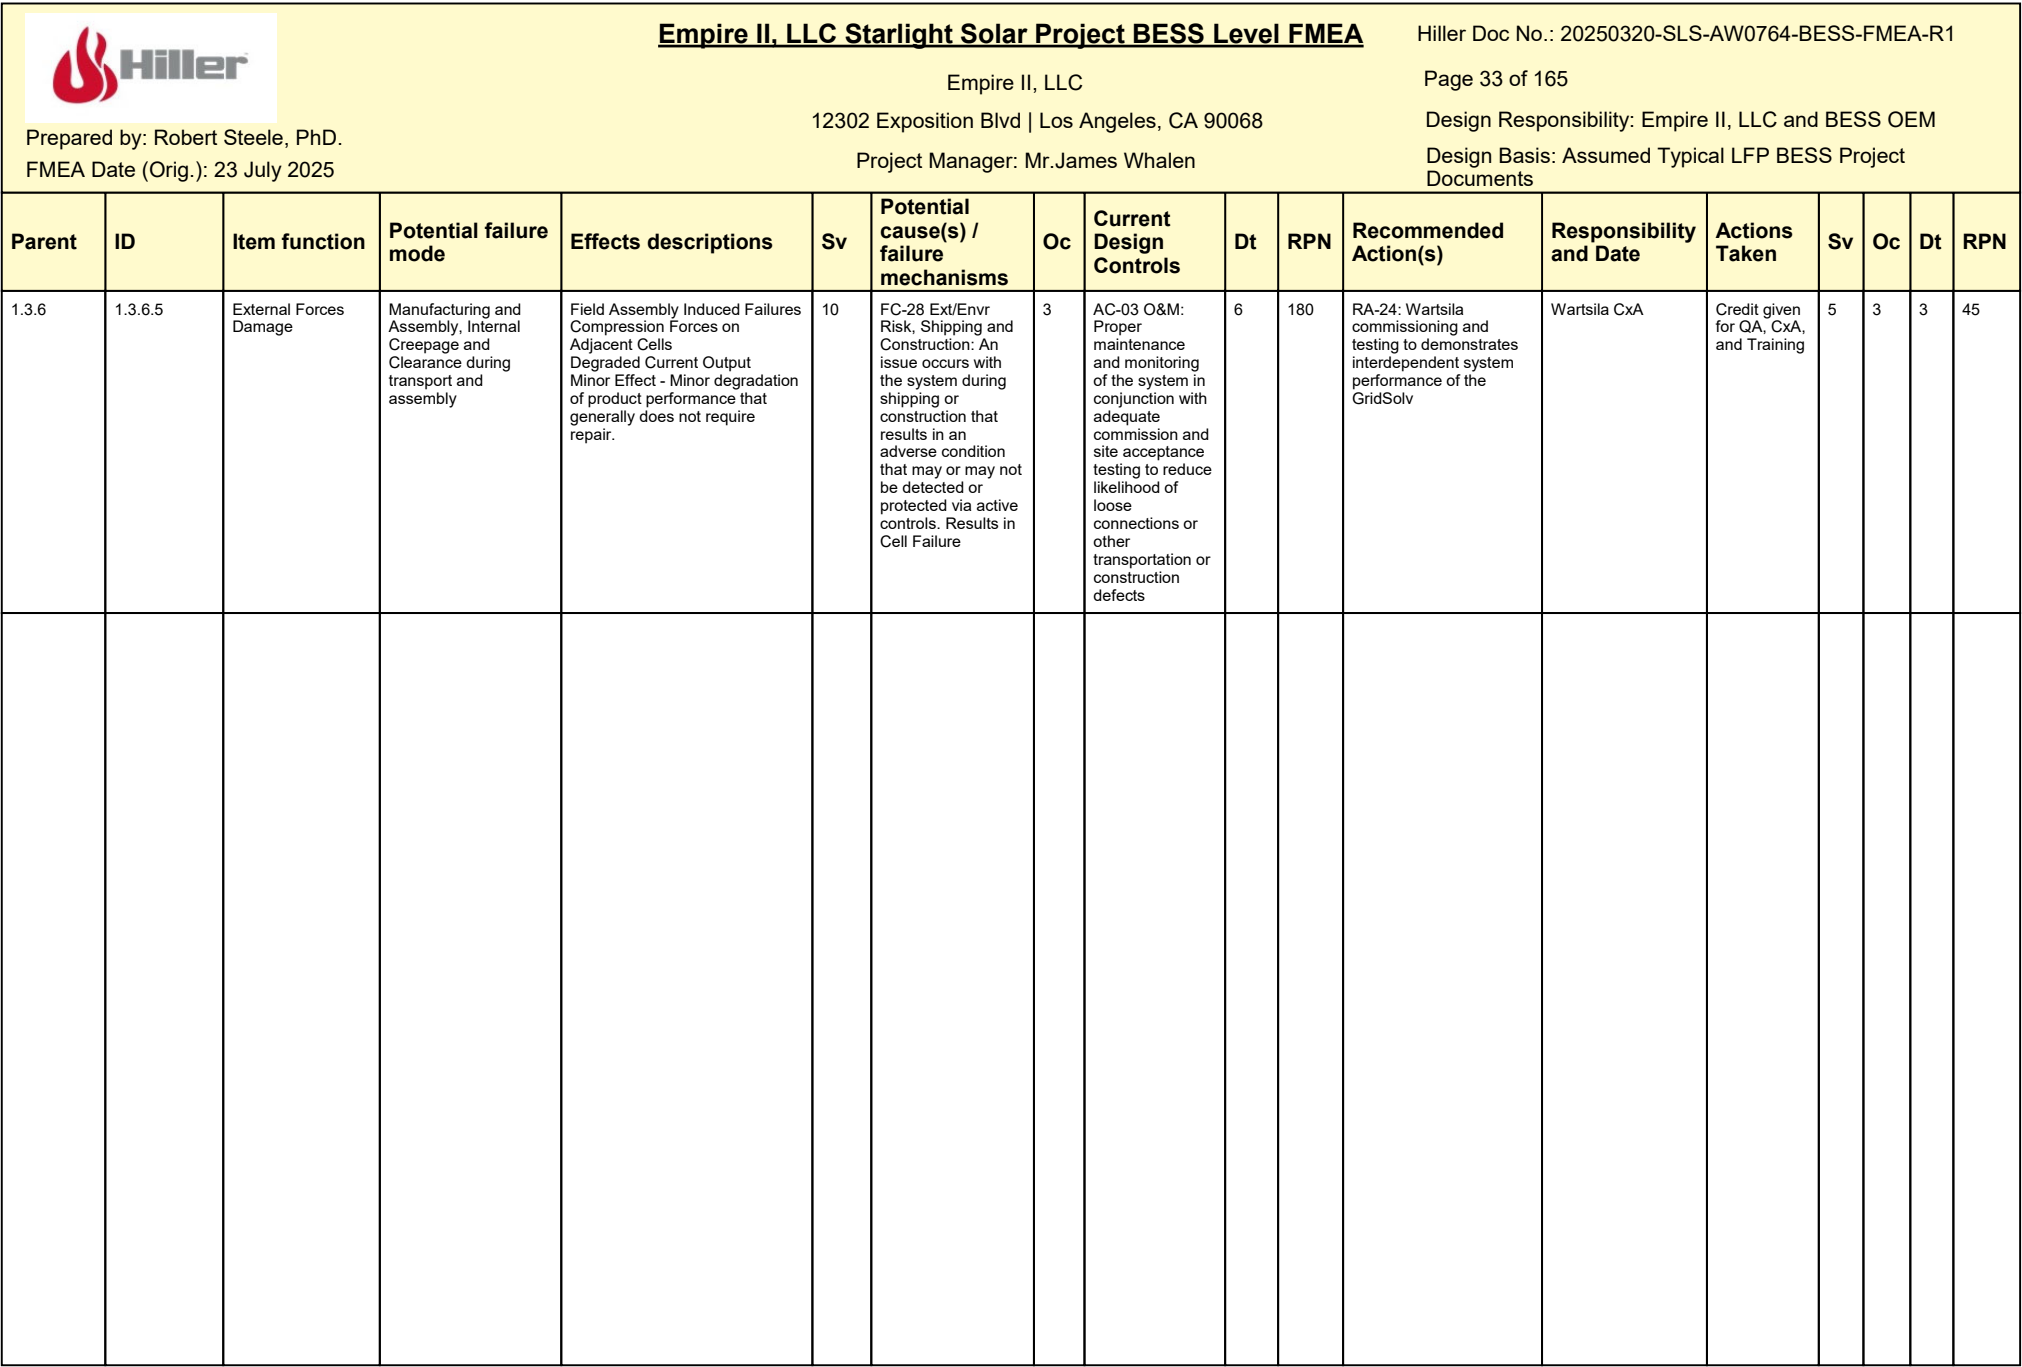 Hiller
Prepared by: Robert Steele, PhD.
FMEA Date (Orig.): 23 July 2025
Empire II, LLC Starlight Solar Project BESS Level FMEA
Empire II, LLC
12302 Exposition Blvd | Los Angeles, CA 90068
Project Manager: Mr.James Whalen
Hiller Doc No.: 20250320-SLS-AW0764-BESS-FMEA-R1
Page 33 of 165
Design Responsibility: Empire II, LLC and BESS OEM
Design Basis: Assumed Typical LFP BESS Project
Documents
Parent
ID
Item function
Potential failure
mode
Effects descriptions
Sv
Potential
cause(s) /
failure
mechanisms
Oc
Current
Design
Controls
Dt
RPN
Recommended
Action(s)
Responsibility
and Date
Actions
Taken
Sv
Oc
Dt
RPN
1.3.6
1.3.6.5
External Forces
Damage
Manufacturing and
Assembly, Internal
Creepage and
Clearance during
transport and
assembly
Field Assembly Induced Failures
Compression Forces on
Adjacent Cells
Degraded Current Output
Minor Effect - Minor degradation
of product performance that
generally does not require
repair.
10
FC-28 Ext/Envr
Risk, Shipping and
Construction: An
issue occurs with
the system during
shipping or
construction that
results in an
adverse condition
that may or may not
be detected or
protected via active
controls. Results in
Cell Failure
3
AC-03 O&M:
Proper
maintenance
and monitoring
of the system in
conjunction with
adequate
commission and
site acceptance
testing to reduce
likelihood of
loose
connections or
other
transportation or
construction
defects
6
180
RA-24: Wartsila
commissioning and
testing to demonstrates
interdependent system
performance of the
GridSolv
Wartsila CxA
Credit given
for QA, CxA,
and Training
5
3
3
45